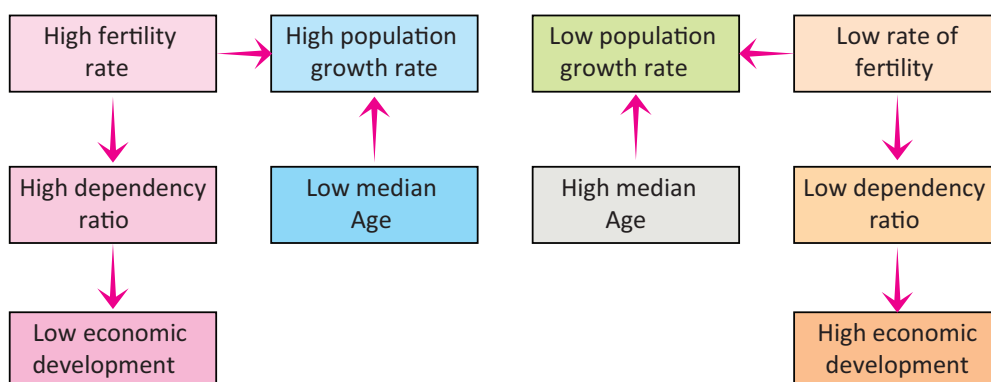 High fertility
rate
High population
growth rate
Low population
growth rate
Low rate of
fertility
High dependency
ratio
Low median
Age
High median
Age
Low dependency
ratio
Low economic
development
High economic
development